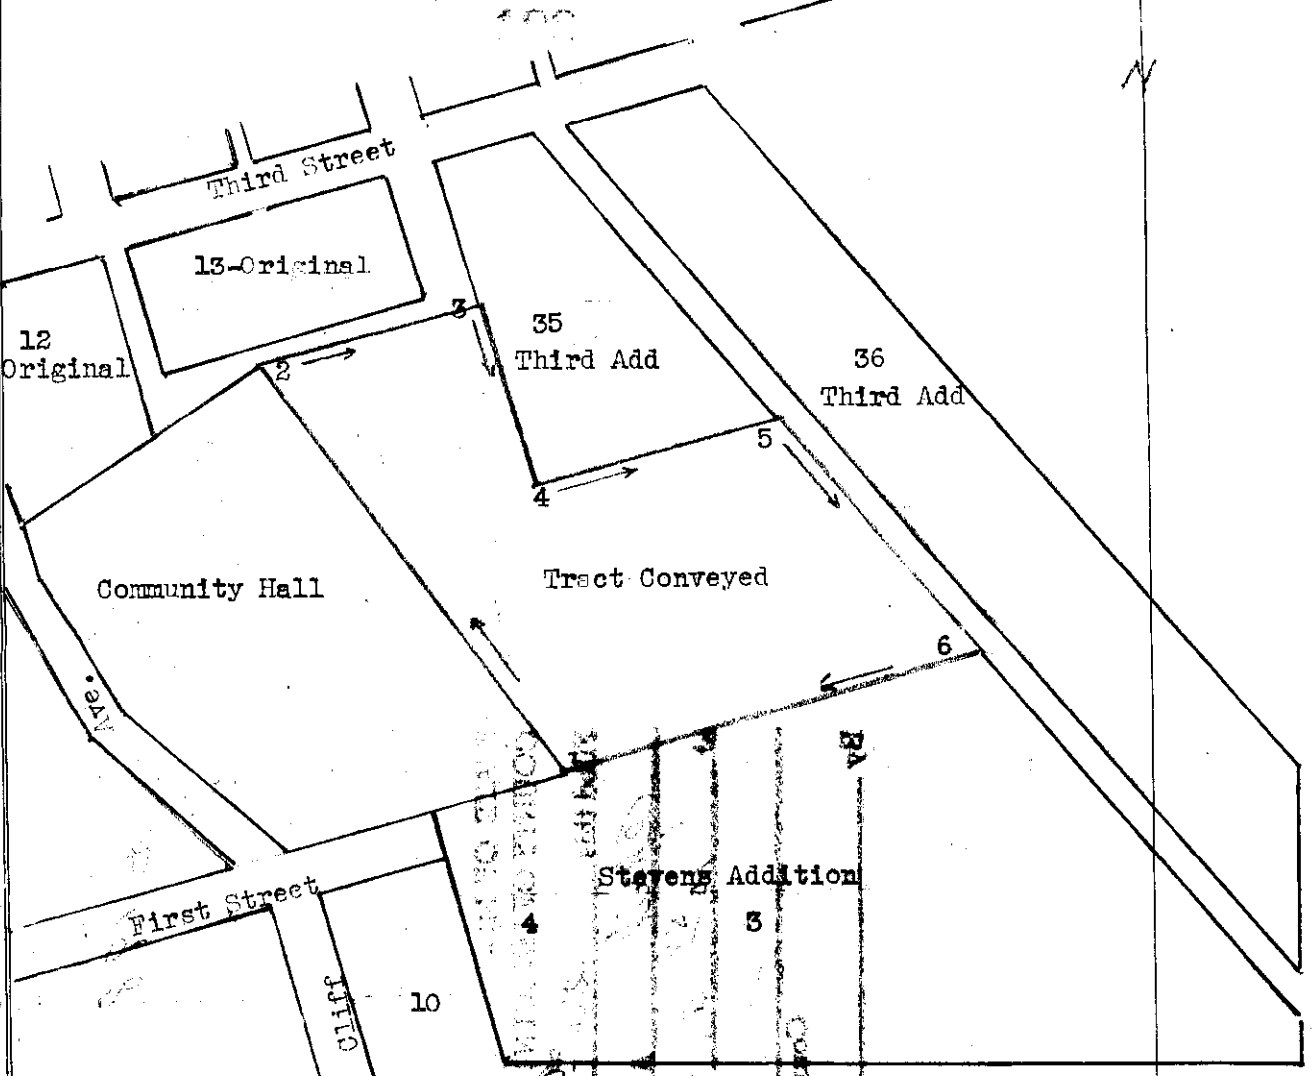 N
Third Street
13-Original
3
12
Original
35
Third Add
2
36
Third Add
5
4
Community Hall
Tract Conveyed
6
Ave.
1
Stevens Addition
First Street
4
3
10
Cliff